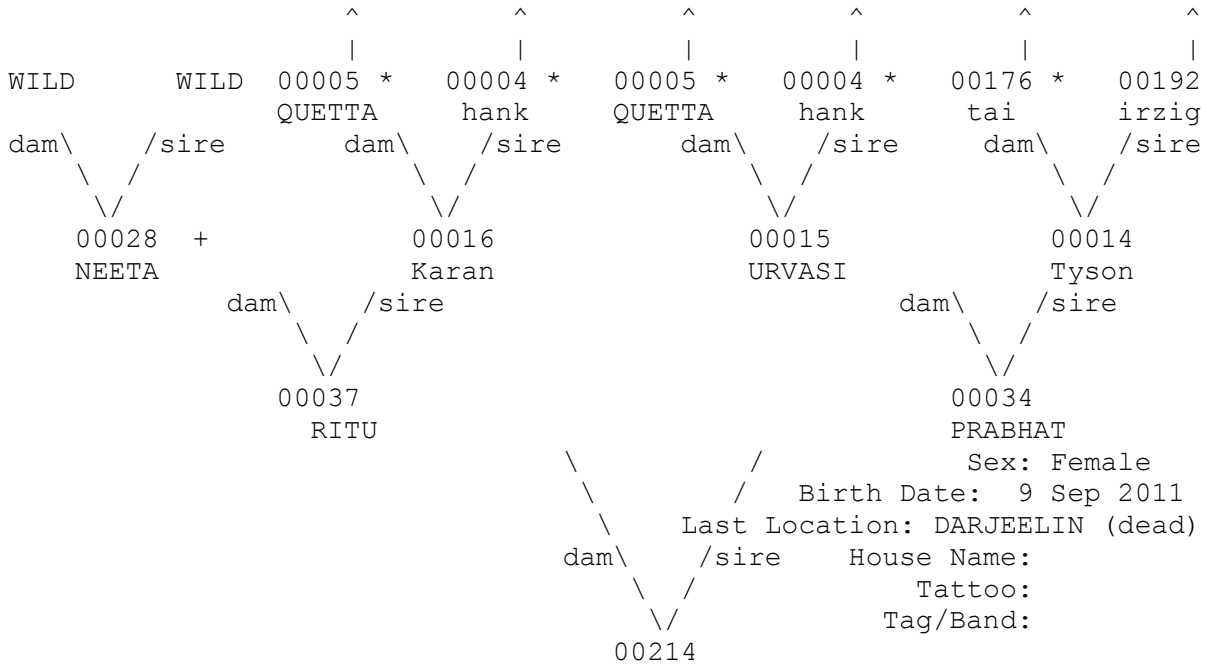 ^ ^ ^ ^ ^ ^
| | | | | |
WILD WILD 00005 * 00004 * 00005 * 00004 * 00176 * 00192
QUETTA hank QUETTA hank tai irzig
dam\ /sire dam\ /sire dam\ /sire dam\ /sire
\ / \ / \ / \ /
\/ \/ \/ \/
00028 + 00016 00015 00014
NEETA Karan URVASI Tyson
dam\ /sire dam\ /sire
\ / \ /
\/ \/
00037 00034
RITU PRABHAT
\ / Sex: Female
\ / Birth Date: 9 Sep 2011
\ Last Location: DARJEELIN (dead)
dam\ /sire House Name:
\ / Tattoo:
\/ Tag/Band:
00214